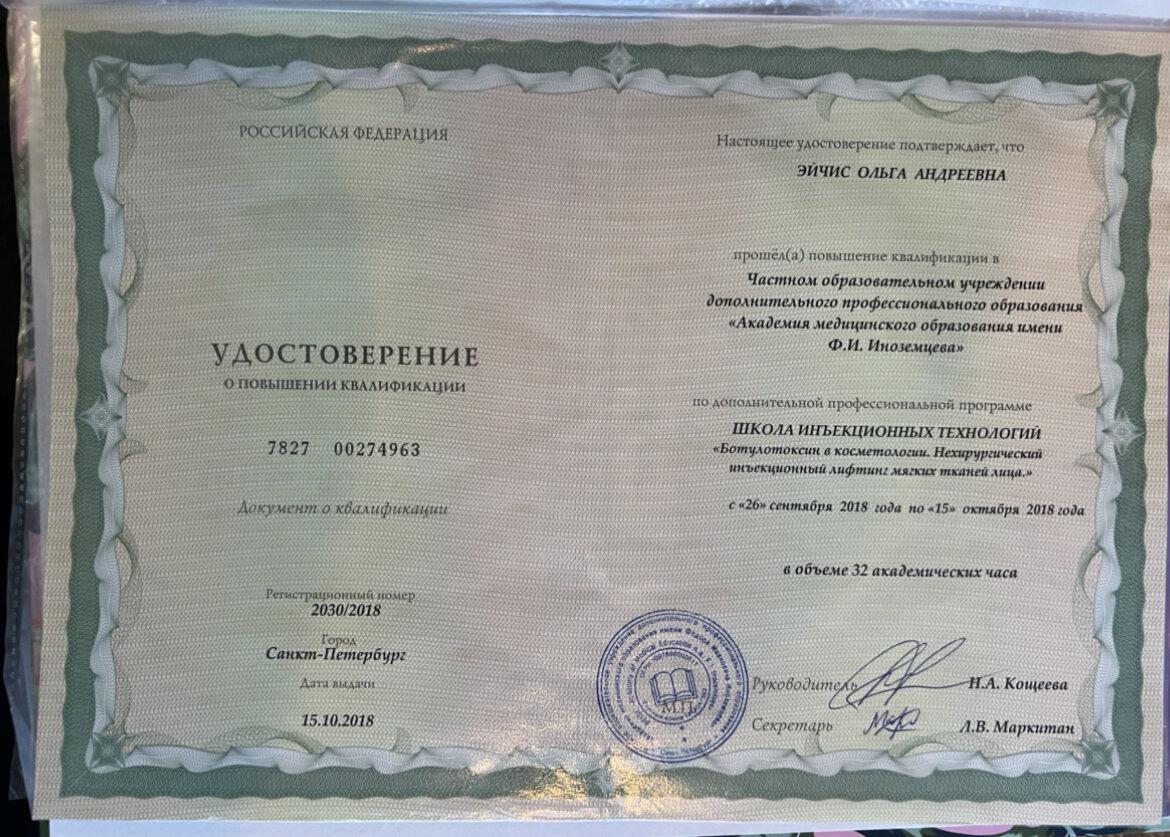 РОССИЙСКАЯ ФЕДЕРАЦИЯ
УДОСТОВЕРЕНИЕ
О ПОВЫШЕНИИ КВАЛИФИКАЦИИ
7827 00274963
Документ о квалификации
Регистрационный номер
2030/2018
Город
Санкт-Петербург
Дата выдачи
15.10.2018
Настоящее удостоверение подтверждает, что
ЭЙЧИС ОЛЬГА АНДРЕЕВНА
прошёл(а) повышение квалификации в
Частном образовательном учреждении
дополнительного профессионального образования
«Академия медицинского образования имени
Ф.И. Иноземцева»
по дополнительной профессиональной программе
ШКОЛА ИНЪЕКЦИОННЫХ ТЕХНОЛОГИЙ
«Ботулотоксин в косметологии. Нехирургический
инъекционный лифтинг мягких тканей лица.»
с «26» сентября 2018 года по «15» октября 2018 года
в объеме 32 академических часа
М.П.
Руководитель Н.А. Кощеева
Секретарь Л.В. Маркитан